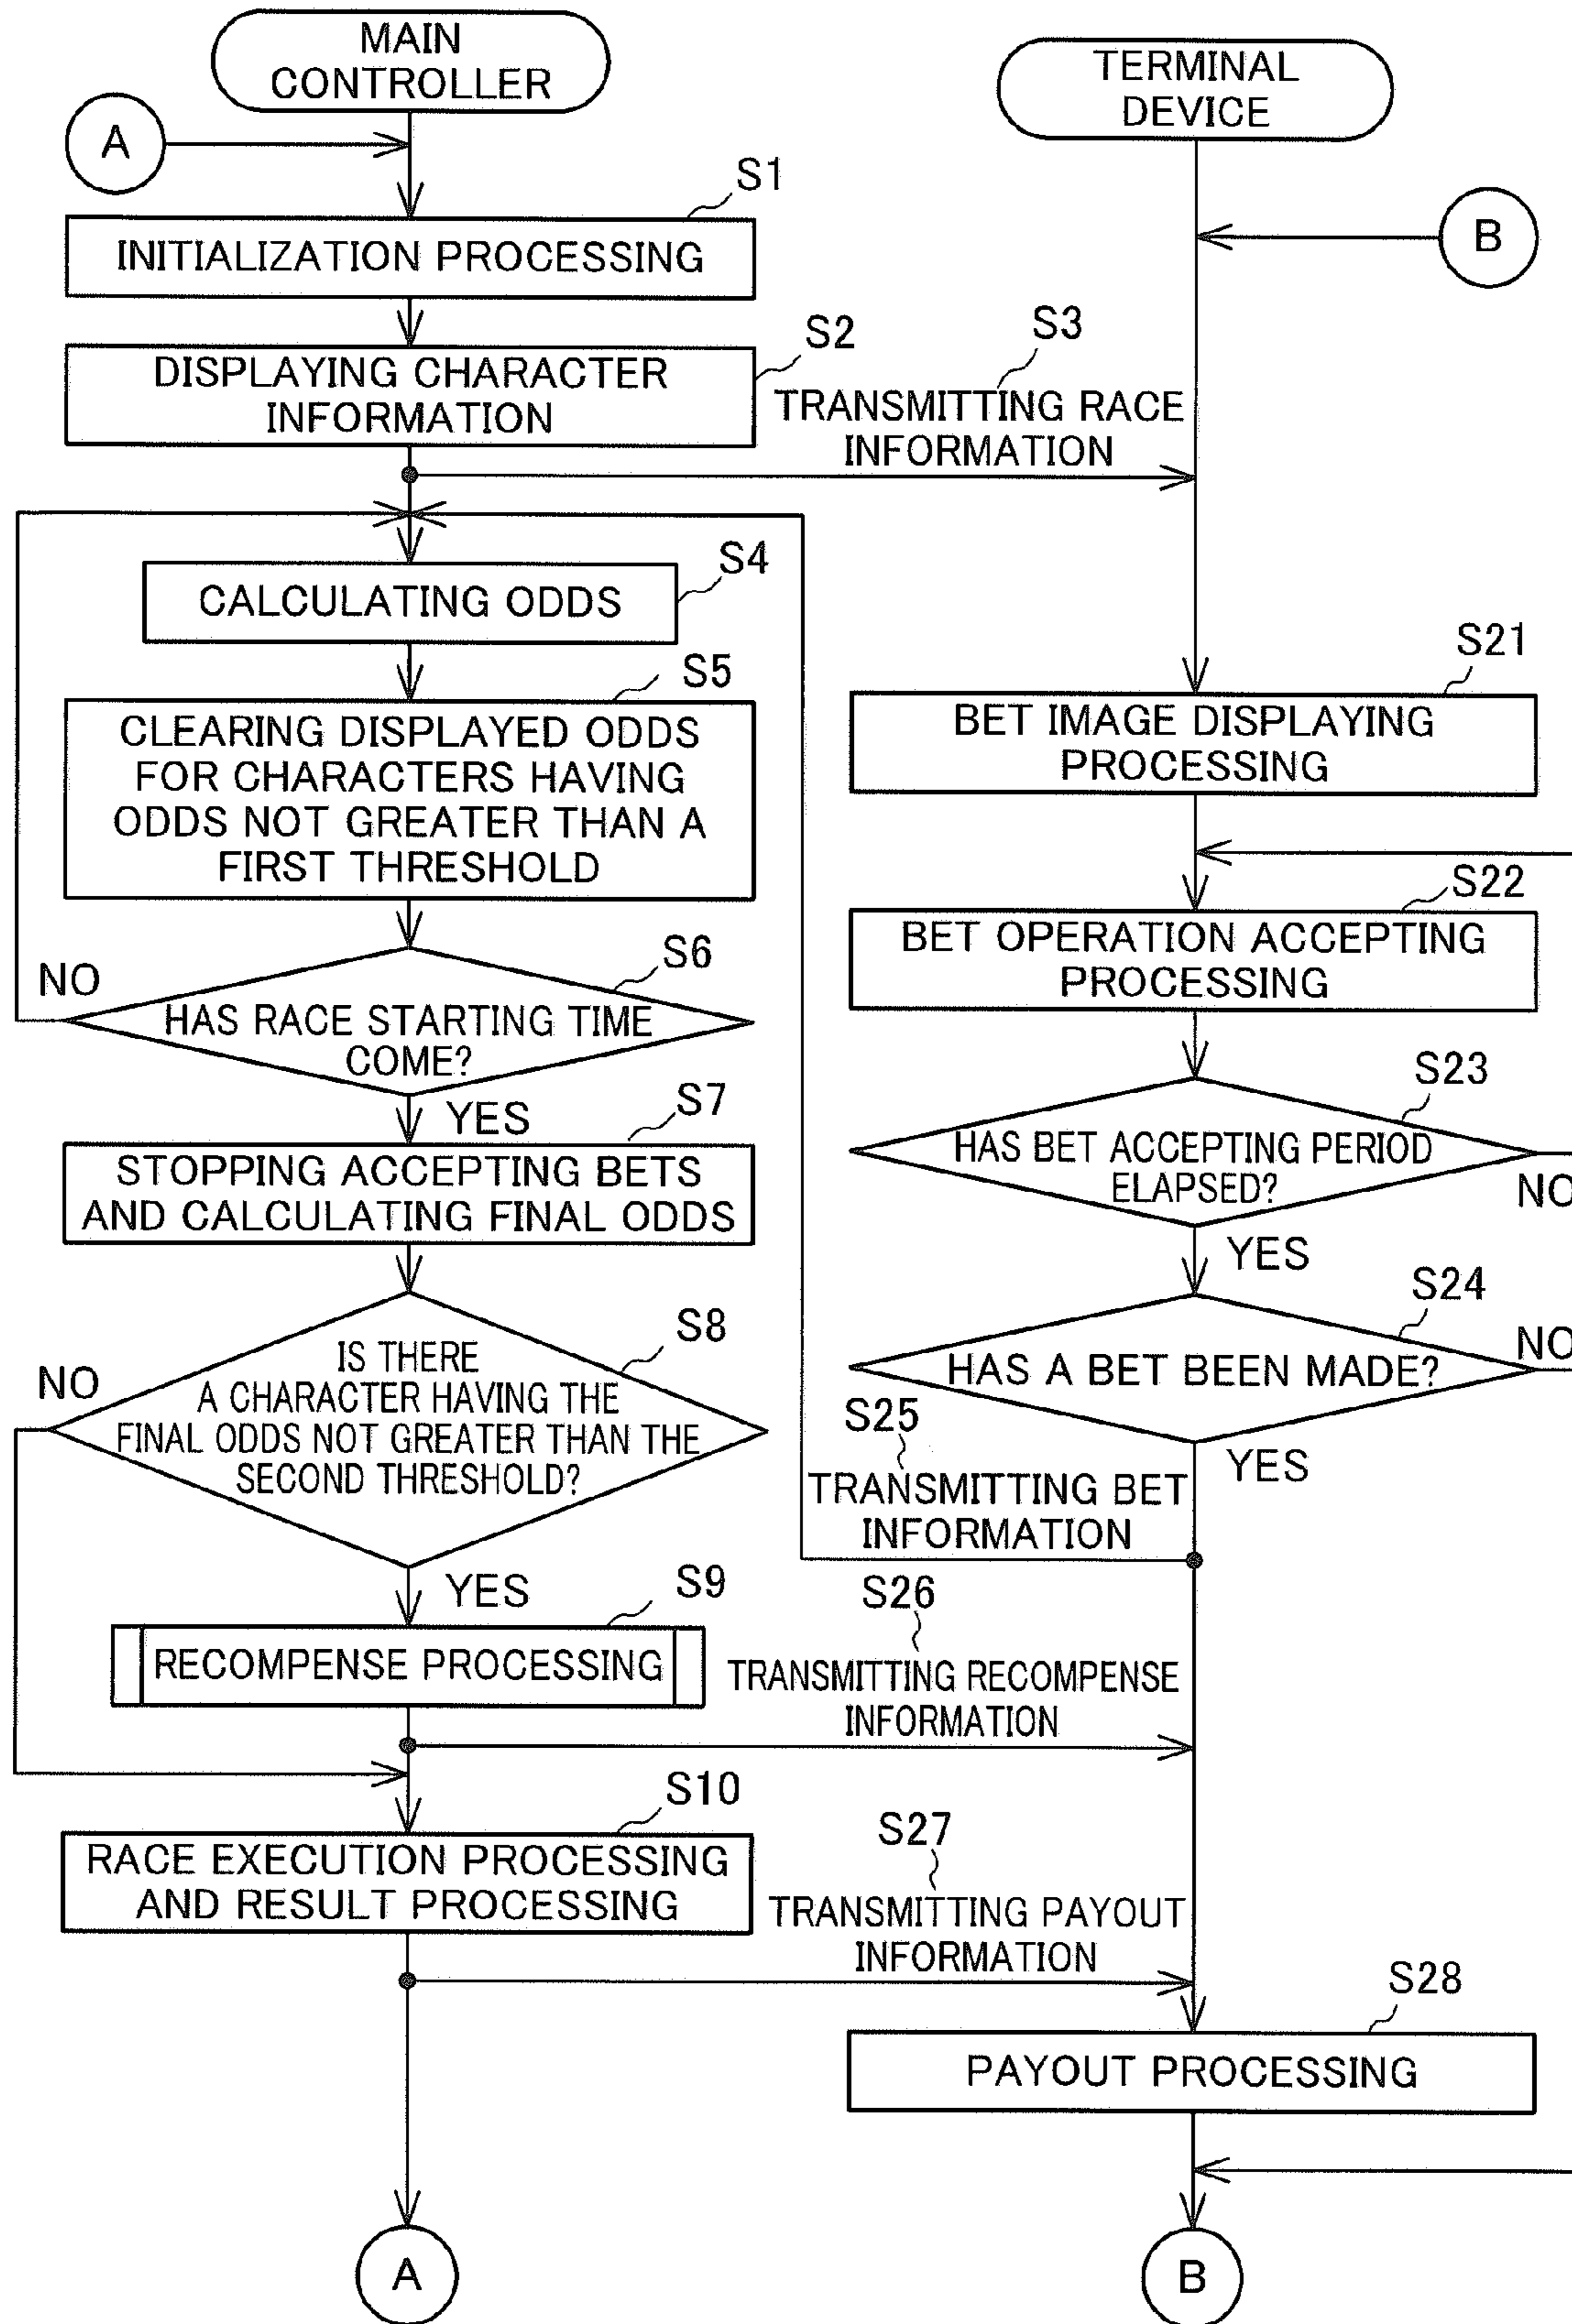 MAIN
CONTROLLER
A
S1
INITIALIZATION PROCESSING
S2
DISPLAYING CHARACTER
INFORMATION
S3
TRANSMITTING RACE
INFORMATION
S4
CALCULATING ODDS
S5
CLEARING DISPLAYED ODDS
FOR CHARACTERS HAVING
ODDS NOT GREATER THAN A
FIRST THRESHOLD
S6
NO
HAS RACE STARTING TIME
COME?
YES
S7
STOPPING ACCEPTING BETS
AND CALCULATING FINAL ODDS
S8
NO
IS THERE
A CHARACTER HAVING THE
FINAL ODDS NOT GREATER THAN THE
SECOND THRESHOLD?
YES
S9
RECOMPENSE PROCESSING
S10
RACE EXECUTION PROCESSING
AND RESULT PROCESSING
A
TERMINAL
DEVICE
B
S21
BET IMAGE DISPLAYING
PROCESSING
S22
BET OPERATION ACCEPTING
PROCESSING
S23
HAS BET ACCEPTING PERIOD
ELAPSED?
NO
YES
S24
HAS A BET BEEN MADE?
NO
YES
S25
TRANSMITTING BET
INFORMATION
S26
TRANSMITTING RECOMPENSE
INFORMATION
S27
TRANSMITTING PAYOUT
INFORMATION
S28
PAYOUT PROCESSING
B